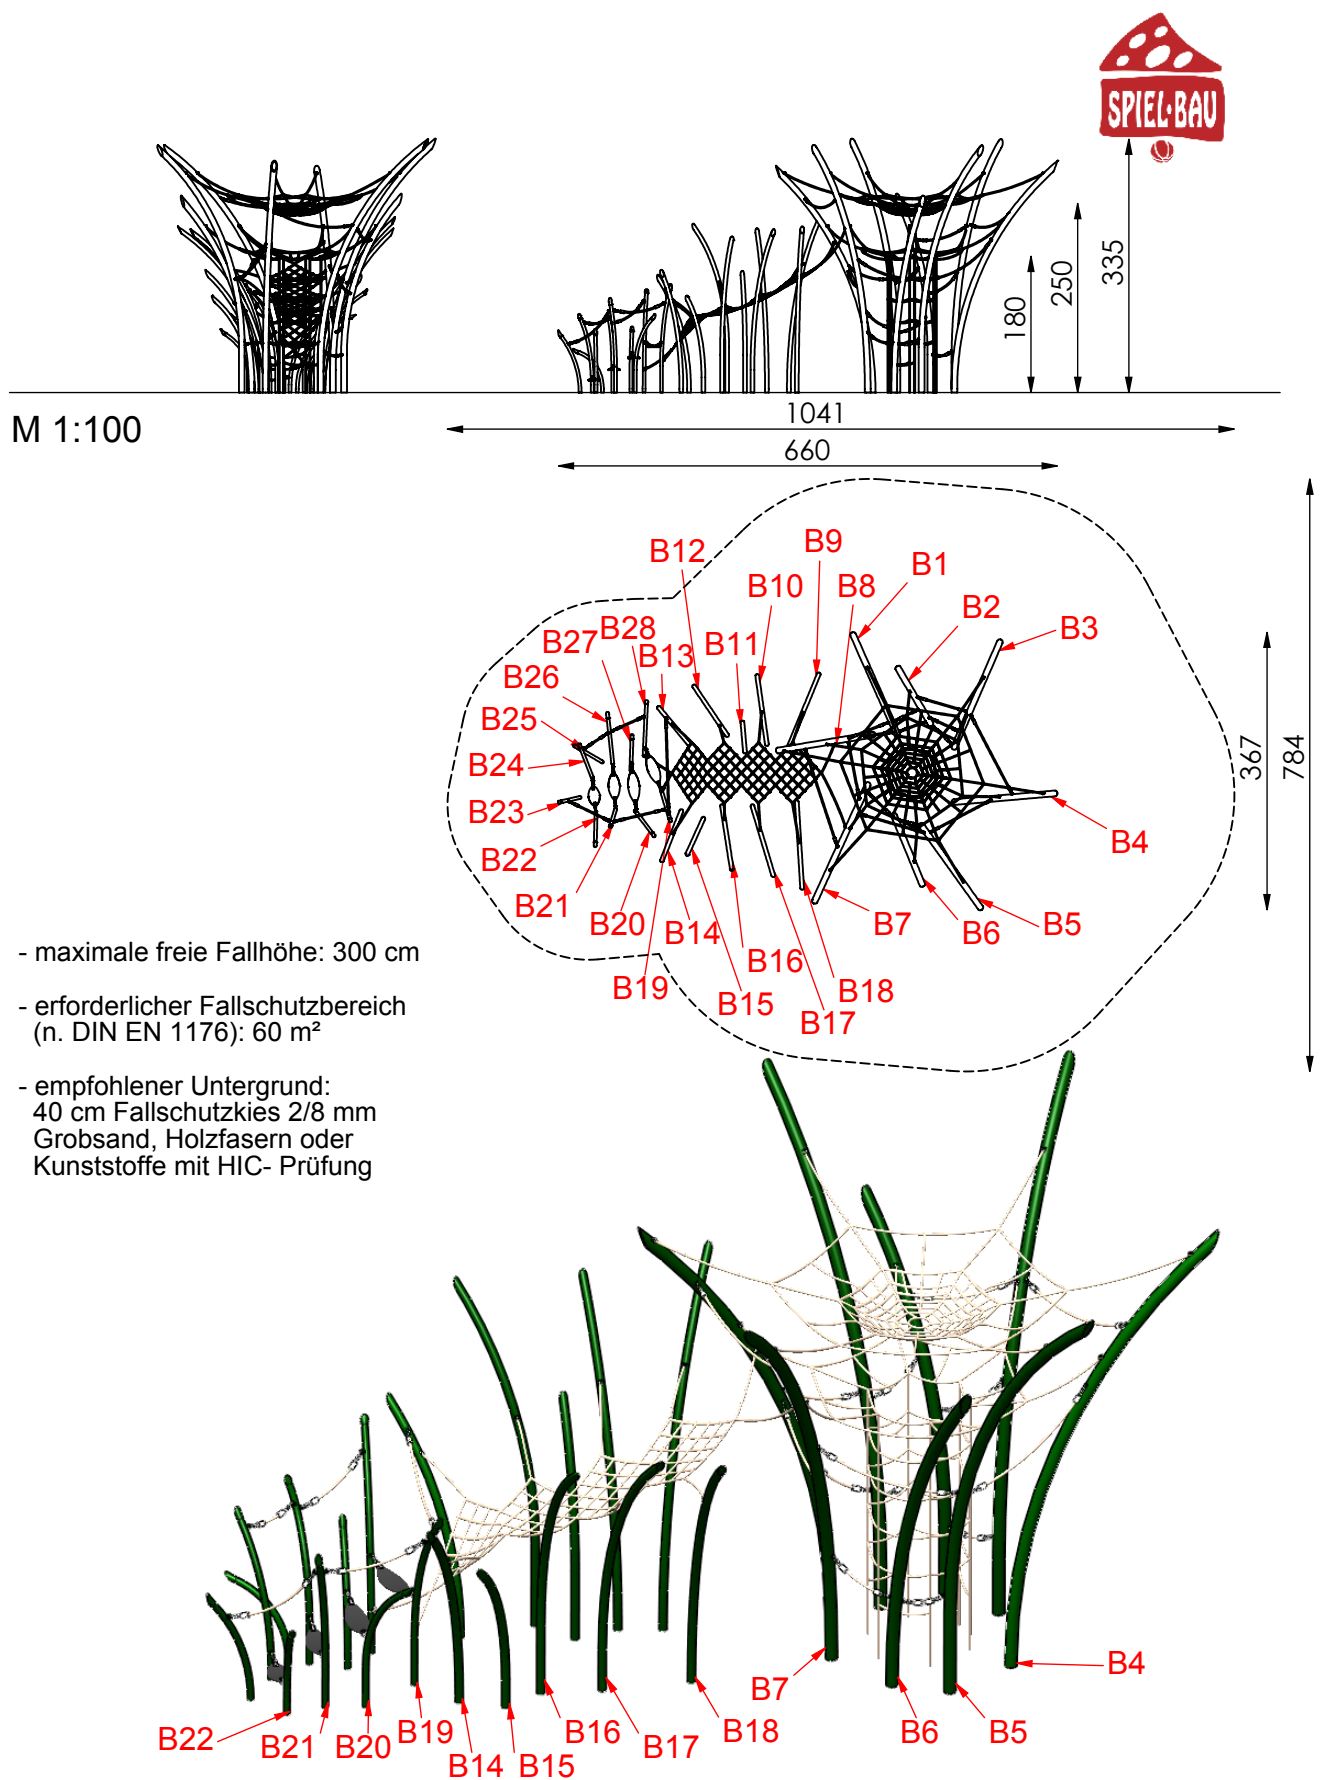 SPIEL·BAU
180
250
335
M 1:100
1041
660
B12
B9
B1
B10
B8
B2
B28
B27
B11
B3
B13
B26
B25
B24
367
784
B23
B4
B22
B21
B20
B14
B7
B5
B6
B19
B16
B15
B18
B17
- maximale freie Fallhöhe: 300 cm
- erforderlicher Fallschutzbereich
(n. DIN EN 1176): 60 m²
- empfohlener Untergrund:
40 cm Fallschutzkies 2/8 mm
Grobsand, Holzfasern oder
Kunststoffe mit HIC- Prüfung
B4
B7
B22
B21
B20
B19
B14
B15
B16
B17
B18
B6
B5